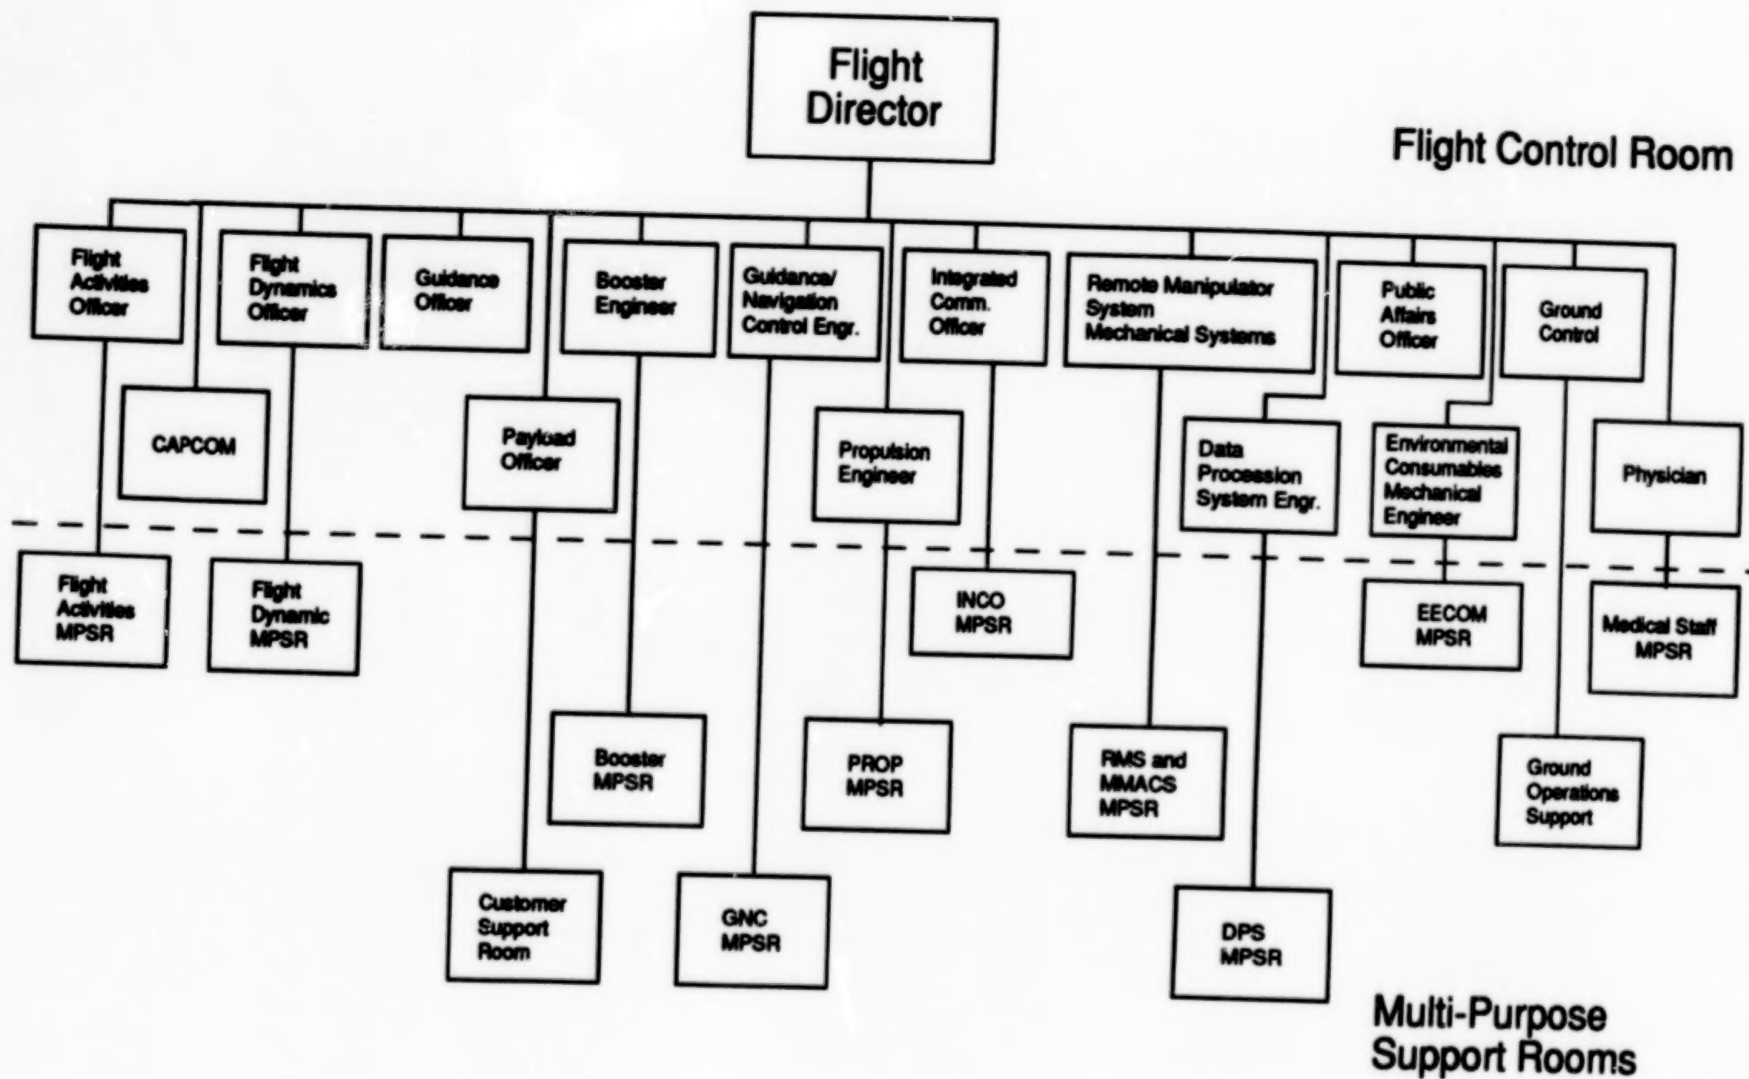 Flight
Director
Flight Control Room
Flight
Activities
Officer
Flight
Dynamics
Officer
Guidance
Officer
Booster
Engineer
Guidance/
Navigation
Control Engr.
Integrated
Comm.
Officer
Remote Manipulator
System
Mechanical Systems
Public
Affairs
Officer
Ground
Control
CAPCOM
Payload
Officer
Propulsion
Engineer
Data
Procession
System Engr.
Environmental
Consumables
Mechanical
Engineer
Physician
Flight
Activities
MPSR
Flight
Dynamic
MPSR
INCO
MPSR
EECOM
MPSR
Medical Staff
MPSR
Booster
MPSR
PROP
MPSR
RMS and
MMACS
MPSR
Ground
Operations
Support
Customer
Support
Room
GNC
MPSR
DPS
MPSR
Multi-Purpose
Support Rooms